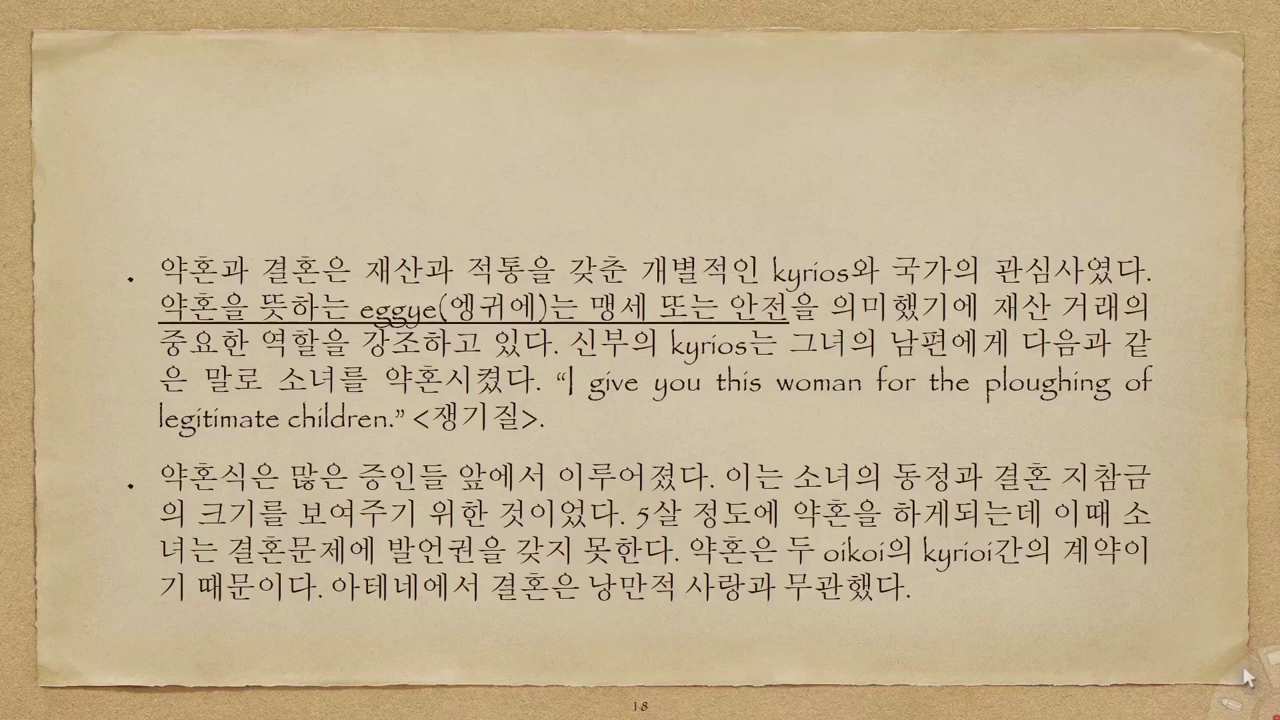 • 약혼과 결혼은 재산과 적통을 갖춘 개별적인 kyrios와 국가의 관심사였다.
약혼을 뜻하는 eggye(엥귀에)는 맹세 또는 안전을 의미했기에 재산 거래의
중요한 역할을 강조하고 있다. 신부의 kyrios는 그녀의 남편에게 다음과 같
은 말로 소녀를 약혼시켰다. “I give you this woman for the ploughing of
legitimate children.” <쟁기질>.
• 약혼식은 많은 증인들 앞에서 이루어졌다. 이는 소녀의 동정과 결혼 지참금
의 크기를 보여주기 위한 것이었다. 5살 정도에 약혼을 하게되는데 이때 소
녀는 결혼문제에 발언권을 갖지 못한다. 약혼은 두 oikoi의 kyrioi간의 계약이
기 때문이다. 아테네에서 결혼은 낭만적 사랑과 무관했다.
18